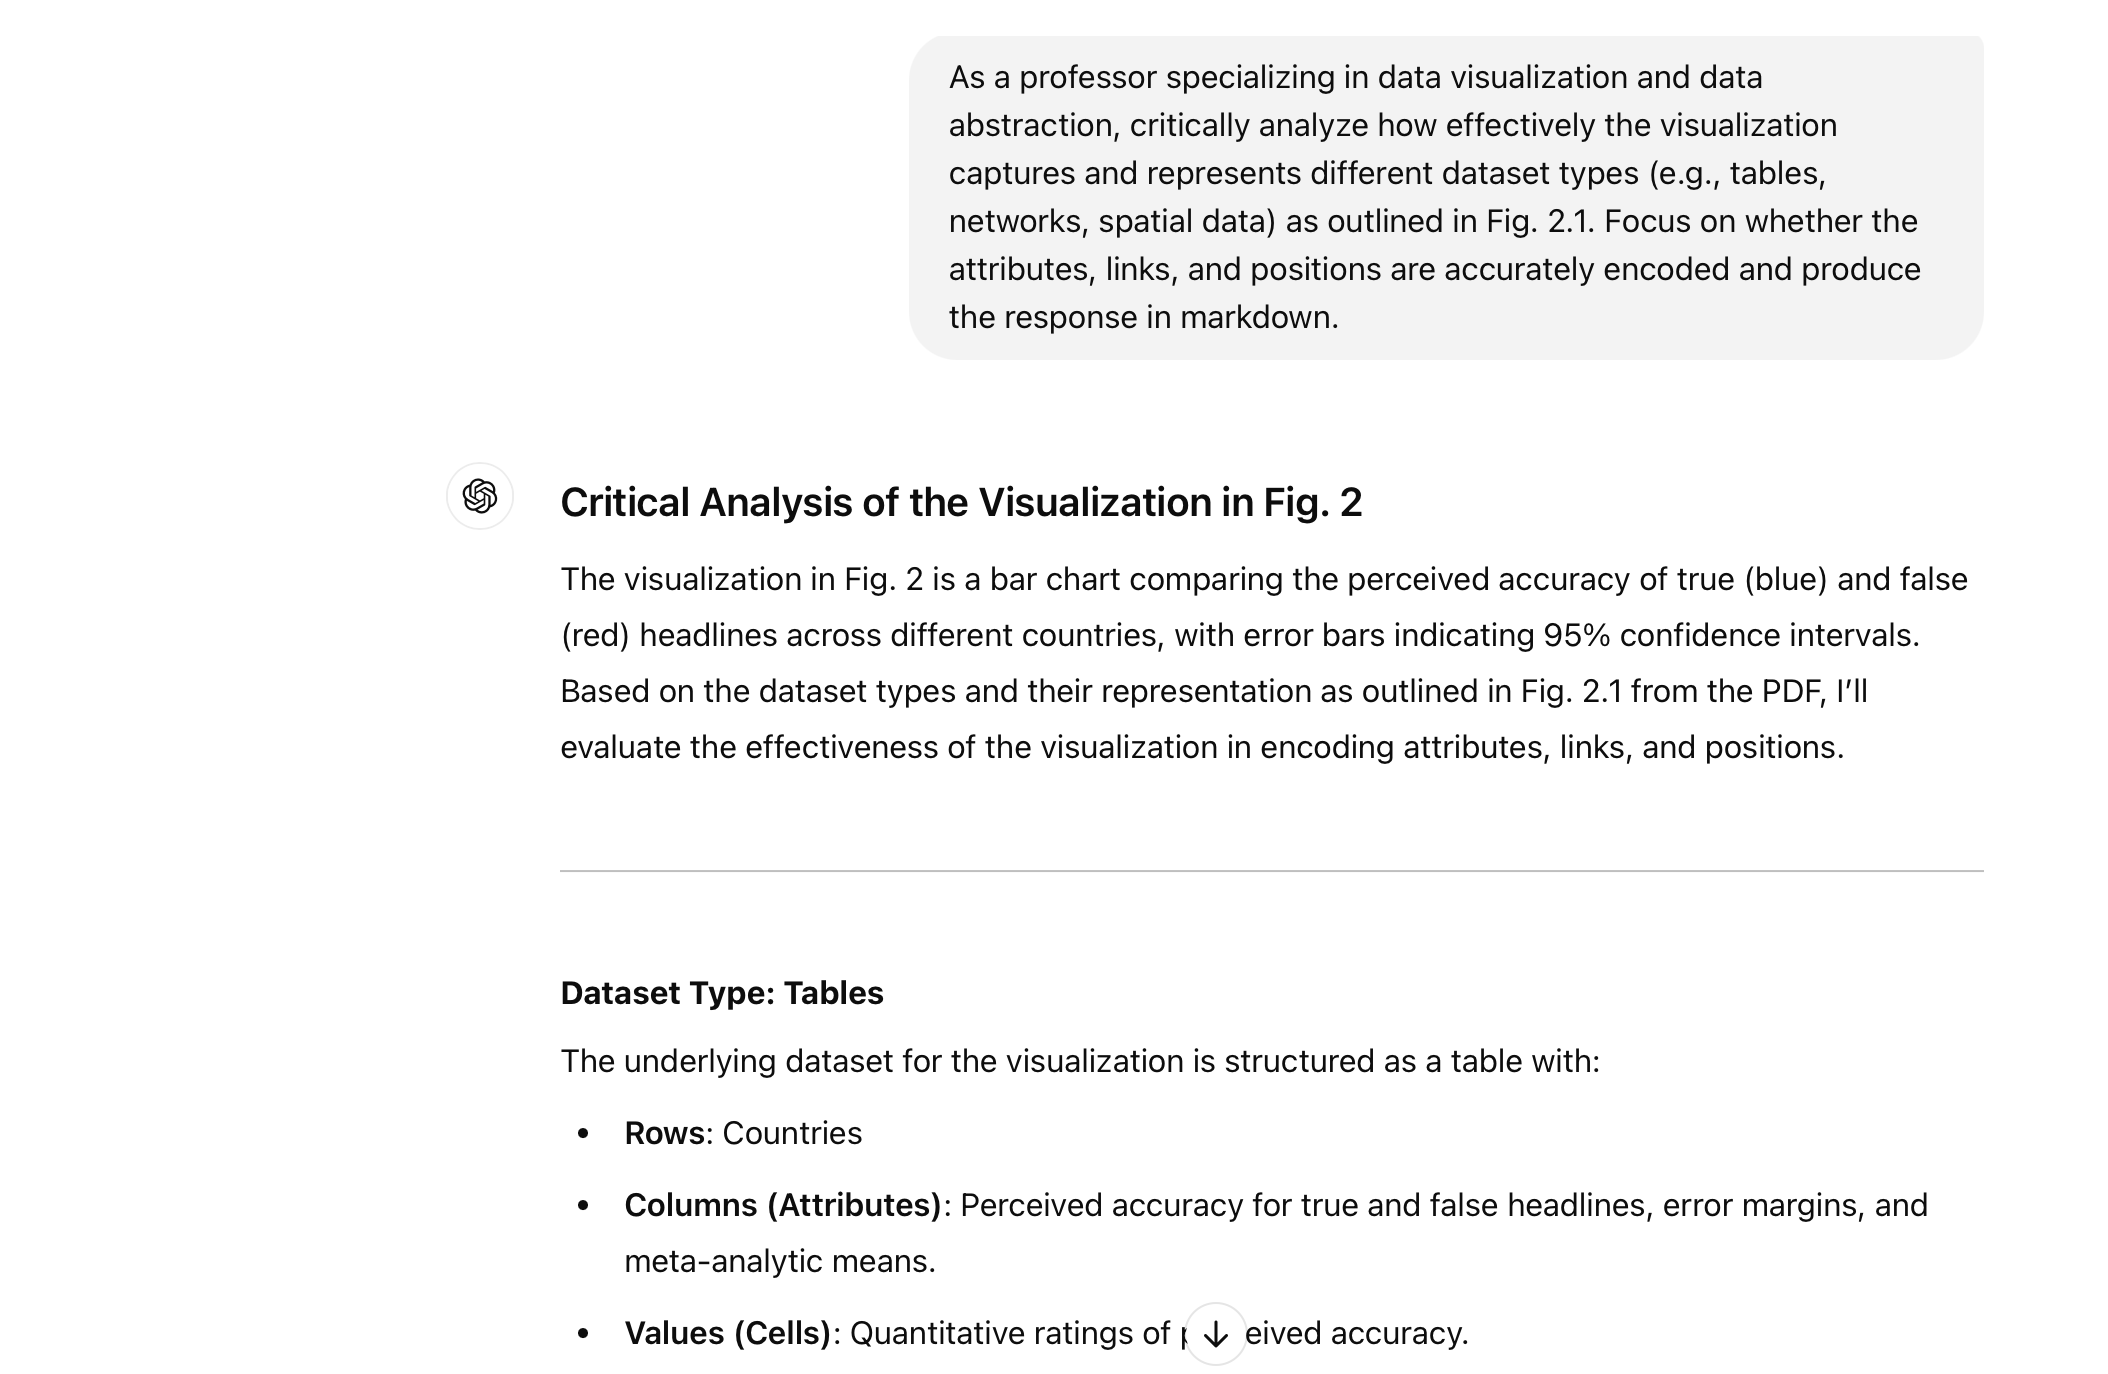 As a professor specializing in data visualization and data
abstraction, critically analyze how effectively the visualization
captures and represents different dataset types (e.g., tables,
networks, spatial data) as outlined in Fig. 2.1. Focus on whether the
attributes, links, and positions are accurately encoded and produce
the response in markdown.
Critical Analysis of the Visualization in Fig. 2
The visualization in Fig. 2 is a bar chart comparing the perceived accuracy of true (blue) and false
(red) headlines across different countries, with error bars indicating 95% confidence intervals.
Based on the dataset types and their representation as outlined in Fig. 2.1 from the PDF, I’ll
evaluate the effectiveness of the visualization in encoding attributes, links, and positions.
Dataset Type: Tables
The underlying dataset for the visualization is structured as a table with:
• Rows: Countries
• Columns (Attributes): Perceived accuracy for true and false headlines, error margins, and
meta-analytic means.
• Values (Cells): Quantitative ratings of accuracy.